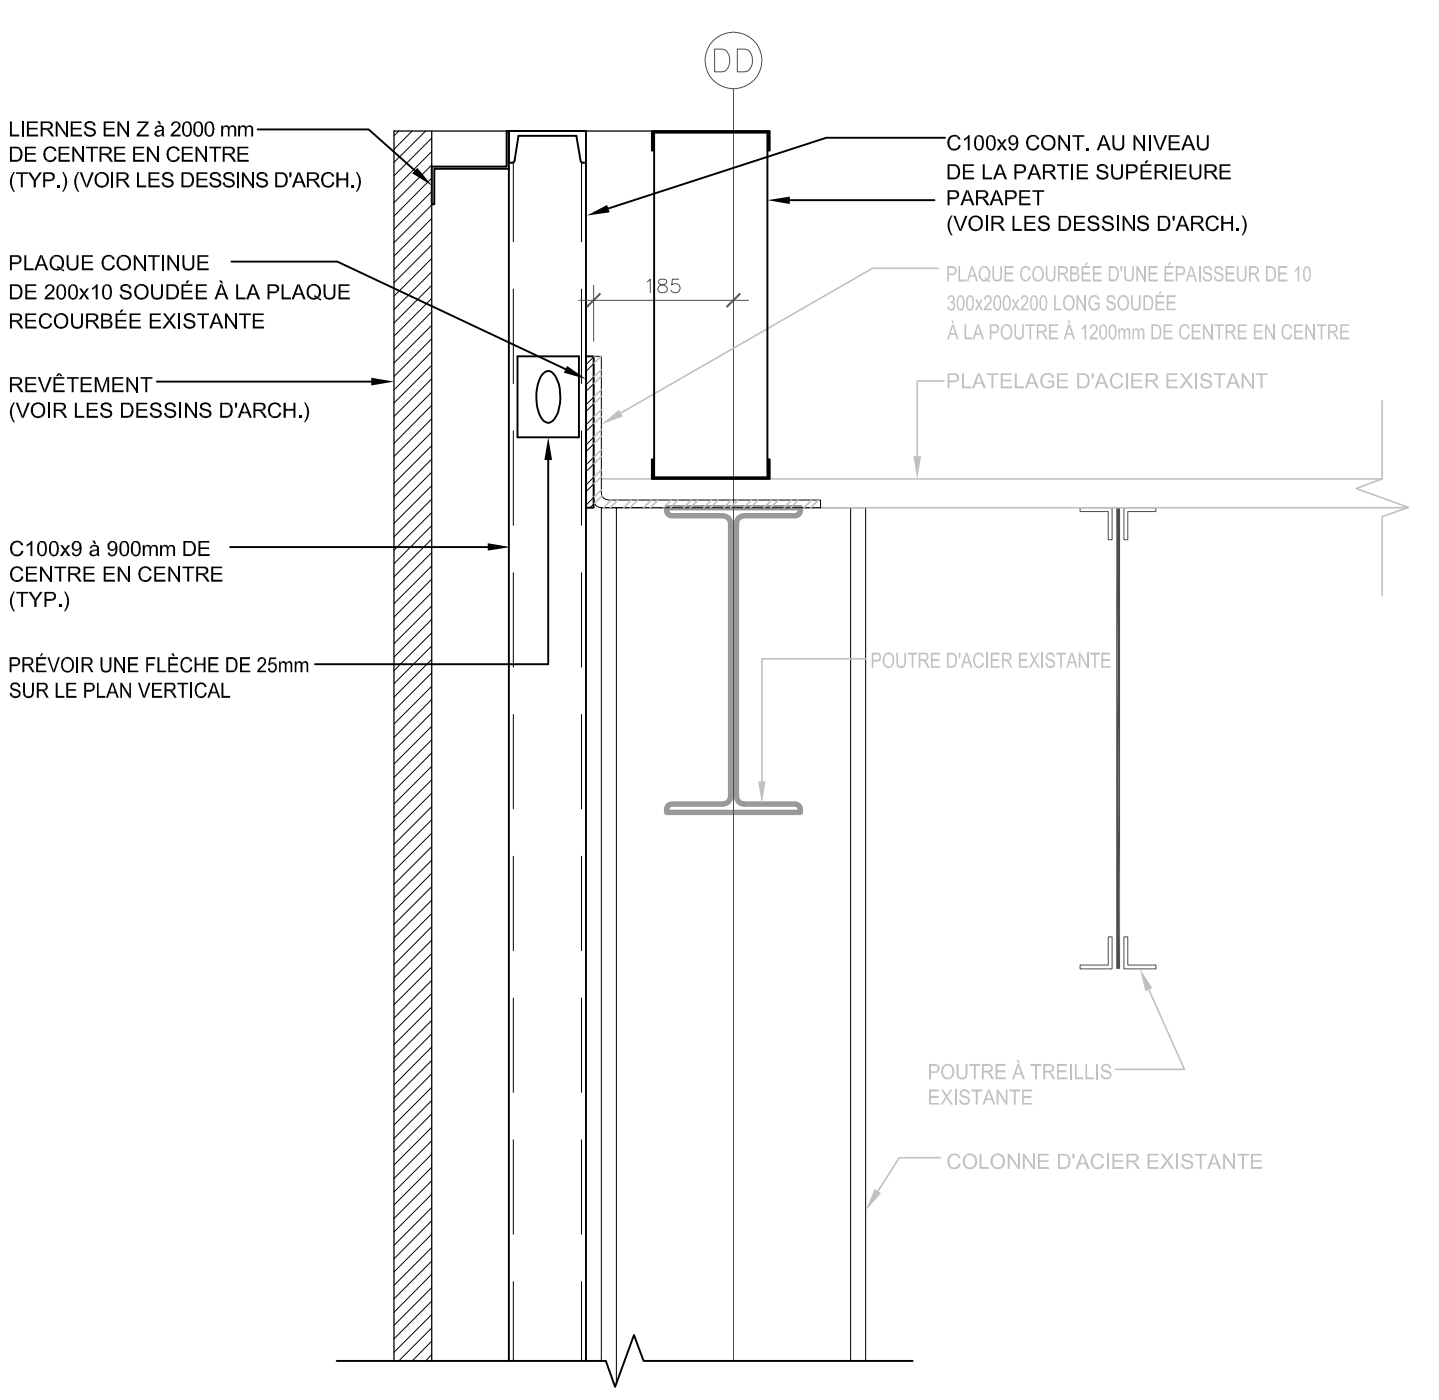 DD
LIERNES EN Z à 2000 mm
DE CENTRE EN CENTRE
(TYP.) (VOIR LES DESSINS D'ARCH.)
C100x9 CONT. AU NIVEAU
DE LA PARTIE SUPÉRIEURE
PARAPET
(VOIR LES DESSINS D'ARCH.)
PLAQUE CONTINUE
DE 200x10 SOUDÉE À LA PLAQUE
RECOURBÉE EXISTANTE
185
PLAQUE COURBÉE D'UNE ÉPAISSEUR DE 10
300x200x200 LONG SOUDÉE
À LA POUTRE À 1200mm DE CENTRE EN CENTRE
REVÊTEMENT
(VOIR LES DESSINS D'ARCH.)
PLATELAGE D'ACIER EXISTANT
C100x9 à 900mm DE
CENTRE EN CENTRE
(TYP.)
PRÉVOIR UNE FLÈCHE DE 25mm
SUR LE PLAN VERTICAL
POUTRE D'ACIER EXISTANTE
POUTRE À TREILLIS
EXISTANTE
COLONNE D'ACIER EXISTANTE